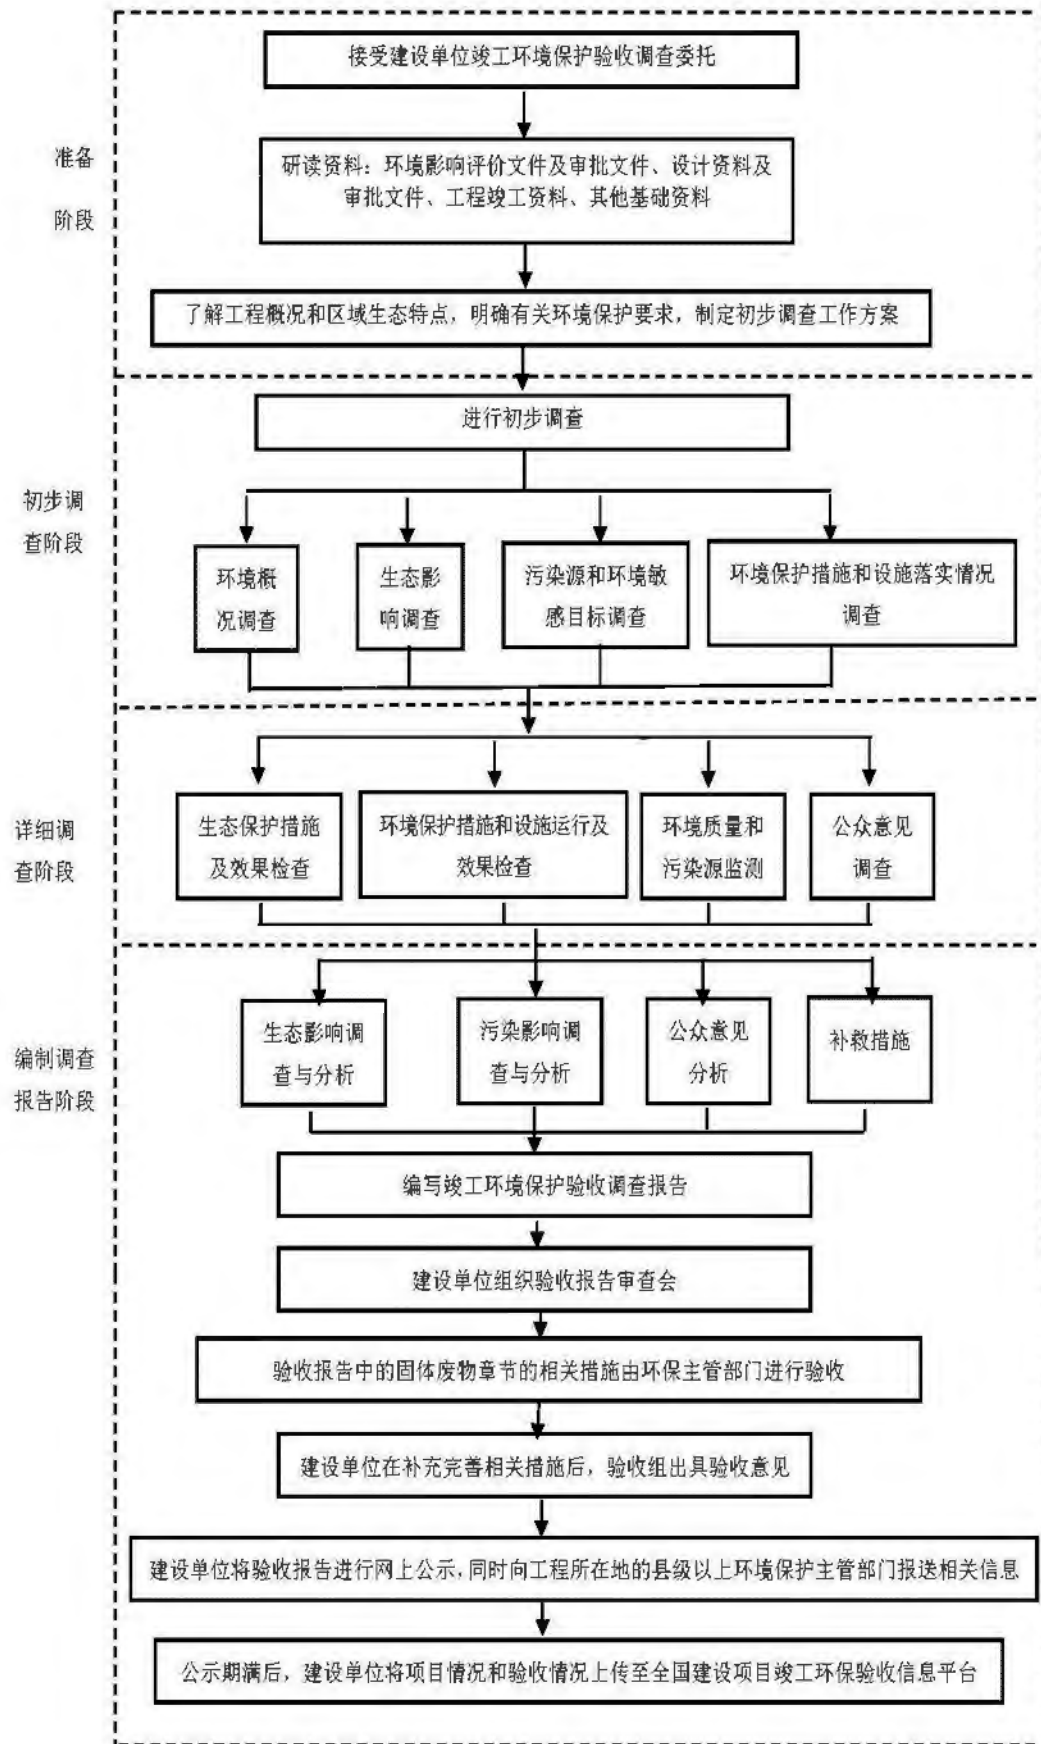 接受建设单位竣工环境保护验收调查委托
准备
阶段
研读资料：环境影响评价文件及审批文件、设计资料及
审批文件、工程竣工资料、其他基础资料
了解工程概况和区域生态特点，明确有关环境保护要求，制定初步调查工作方案
进行初步调查
初步调
查阶段
环境概
况调查
生态影
响调查
污染源和环境敏
感目标调查
环境保护措施和设施落实情况
调查
详细调
查阶段
生态保护措施
及效果检查
环境保护措施和设施运行及
效果检查
环境质量和
污染源监测
公众意见
调查
编制调查
报告阶段
生态影响调
查与分析
污染影响调
查与分析
公众意见
分析
补救措施
编写竣工环境保护验收调查报告
建设单位组织验收报告审查会
验收报告中的固体废物章节的相关措施由环保主管部门进行验收
建设单位在补充完善相关措施后，验收组出具验收意见
建设单位将验收报告进行网上公示，同时向工程所在地的县级以上环境保护主管部门报送相关信息
公示期满后，建设单位将项目情况和验收情况上传至全国建设项目竣工环保验收信息平台